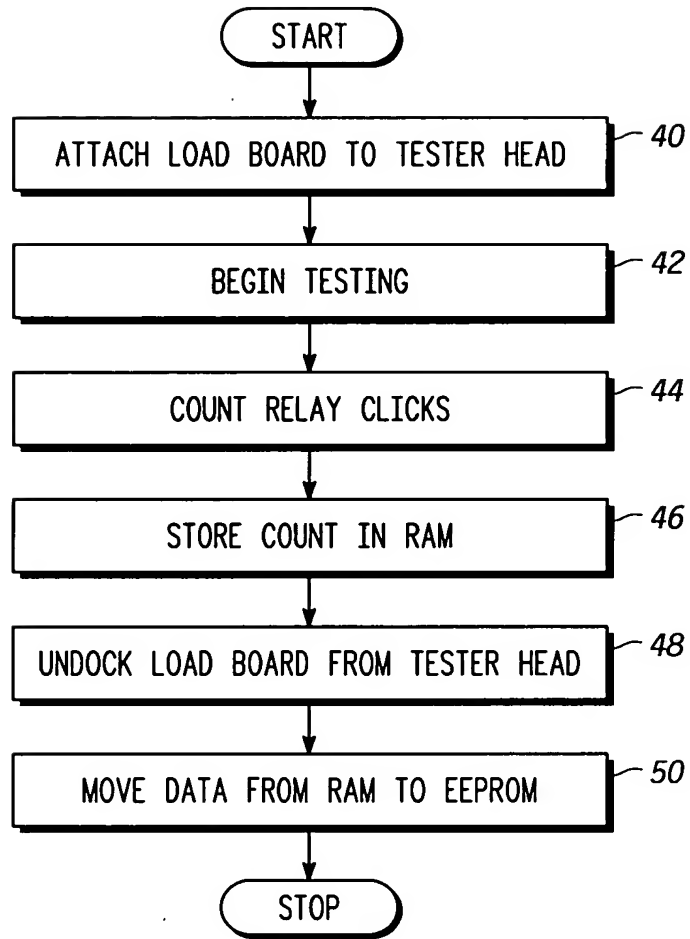 START
ATTACH LOAD BOARD TO TESTER HEAD
40
BEGIN TESTING
42
COUNT RELAY CLICKS
44
STORE COUNT IN RAM
46
UNDOCK LOAD BOARD FROM TESTER HEAD
48
MOVE DATA FROM RAM TO EEPROM
50
STOP